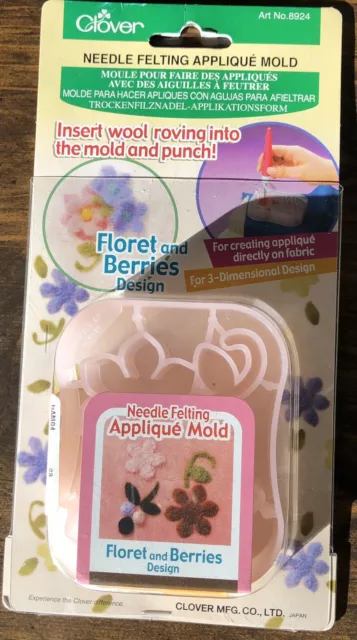 Clover
Art No.8924
NEEDLE FELTING APPLIQUÉ MOLD
MOULE POUR FAIRE DES APPLIQUÉS
AVEC DES AIGUILLES À FEUTRER
MOLDE PARA HACER APLIQUES CON AGUJAS PARA AFIELTRAR
TROCKENFILZNADEL-APPLIKATIONSFORM
Insert wool roving into
the mold and punch!
Floret and
Berries
Design
For creating appliqué
directly on fabric
For 3-Dimensional Design
Needle Felting
Appliqué Mold
Floret and Berries
Design
Experience the Clover difference.
CLOVER MFG. CO., LTD. JAPAN